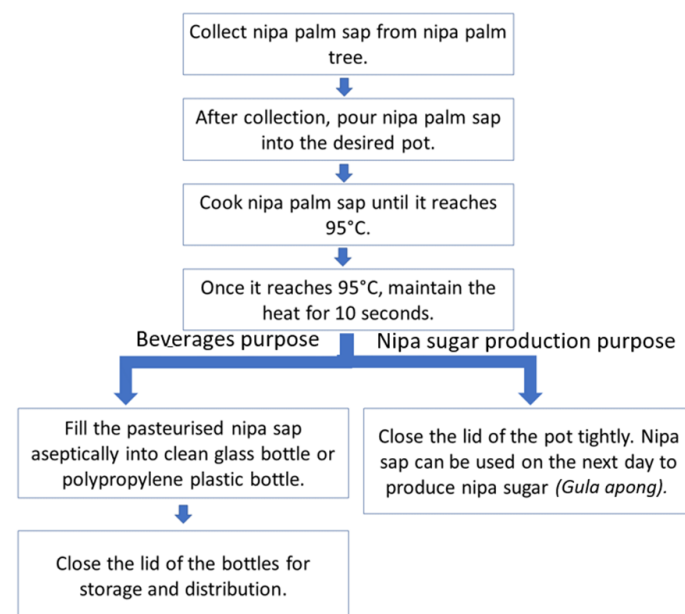 Collect nipa palm sap from nipa palm
tree.
After collection, pour nipa palm sap
into the desired pot.
Cook nipa palm sap until it reaches
95°C.
Once it reaches 95°C, maintain the
heat for 10 seconds.
Beverages purpose
Nipa sugar production purpose
Fill the pasteurised nipa sap
aseptically into clean glass bottle or
polypropylene plastic bottle.
Close the lid of the bottles for
storage and distribution.
Close the lid of the pot tightly. Nipa
sap can be used on the next day to
produce nipa sugar (Gula apong).